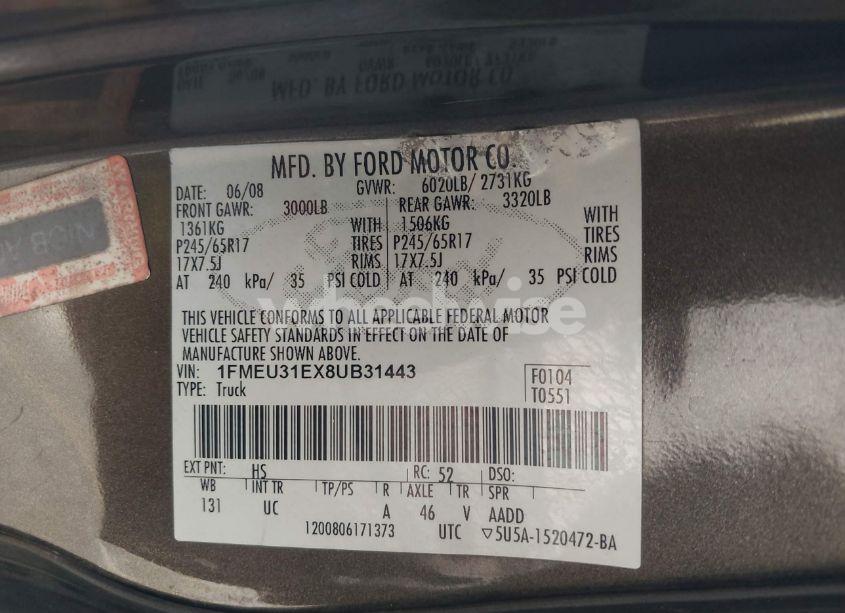 MFD. BY FORD MOTOR CO.
DATE: 06/08 GVWR: 6020LB/ 2731KG
FRONT GAWR: 3000LB REAR GAWR: 3320LB
1361KG WITH 1506KG WITH
P245/65R17 TIRES P245/65R17 TIRES
17X7.5J RIMS 17X7.5J RIMS
AT 240 kPa/ 35 PSI COLD AT 240 kPa/ 35 PSI COLD
THIS VEHICLE CONFORMS TO ALL APPLICABLE FEDERAL MOTOR
VEHICLE SAFETY STANDARDS IN EFFECT ON THE DATE OF
MANUFACTURE SHOWN ABOVE.
VIN: 1FMEU31EX8UB31443
TYPE: Truck
F0104
T0551
EXT PNT: HS RC: 52 DSO:
WB INT TR TP/PS R AXLE TR SPR
131 UC A 46 V AADD
1200806171373 UTC ▽5U5A-1520472-BA